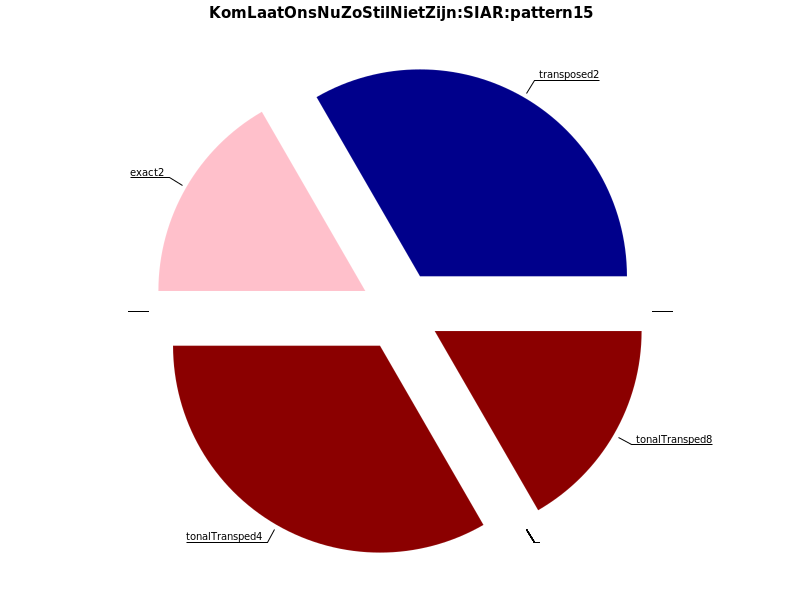 KomLaatOnsNuZoStilNietZijn:SIAR:pattern15
transposed2
exact2
tonalTransped8
tonalTransped4